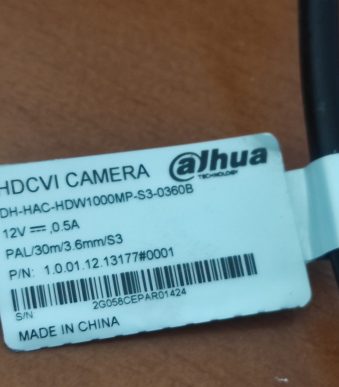 HDCVI CAMERA
alhua
TECHNOLOGY
DH-HAC-HDW1000MP-S3-0360B
12V ⎓ ,0.5A
PAL/30m/3.6mm/S3
P/N: 1.0.01.12.13177#0001
S/N
2G058CEPAR01424
MADE IN CHINA